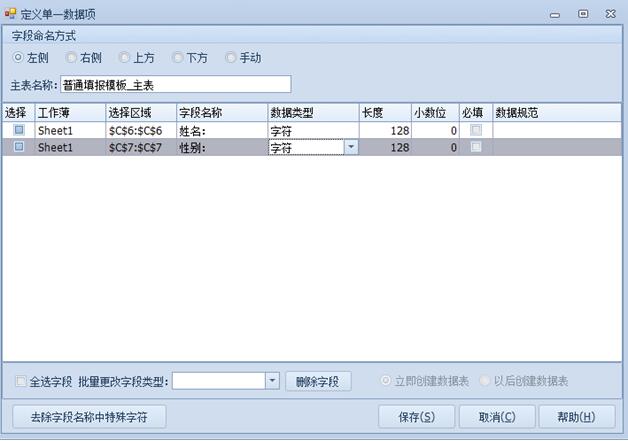 定义单一数据项
字段命名方式
左侧 右侧 上方 下方 手动
主表名称: 普通填报模板_主表
选择 工作薄 选择区域 字段名称 数据类型 长度 小数位 必填 数据规范
Sheet1 $C$6:$C$6 姓名: 字符 128 0
Sheet1 $C$7:$C$7 性别: 字符 128 0
全选字段 批量更改字段类型: 删除字段 立即创建数据表 以后创建数据表
去除字段名称中特殊字符 保存(S) 取消(C) 帮助(H)